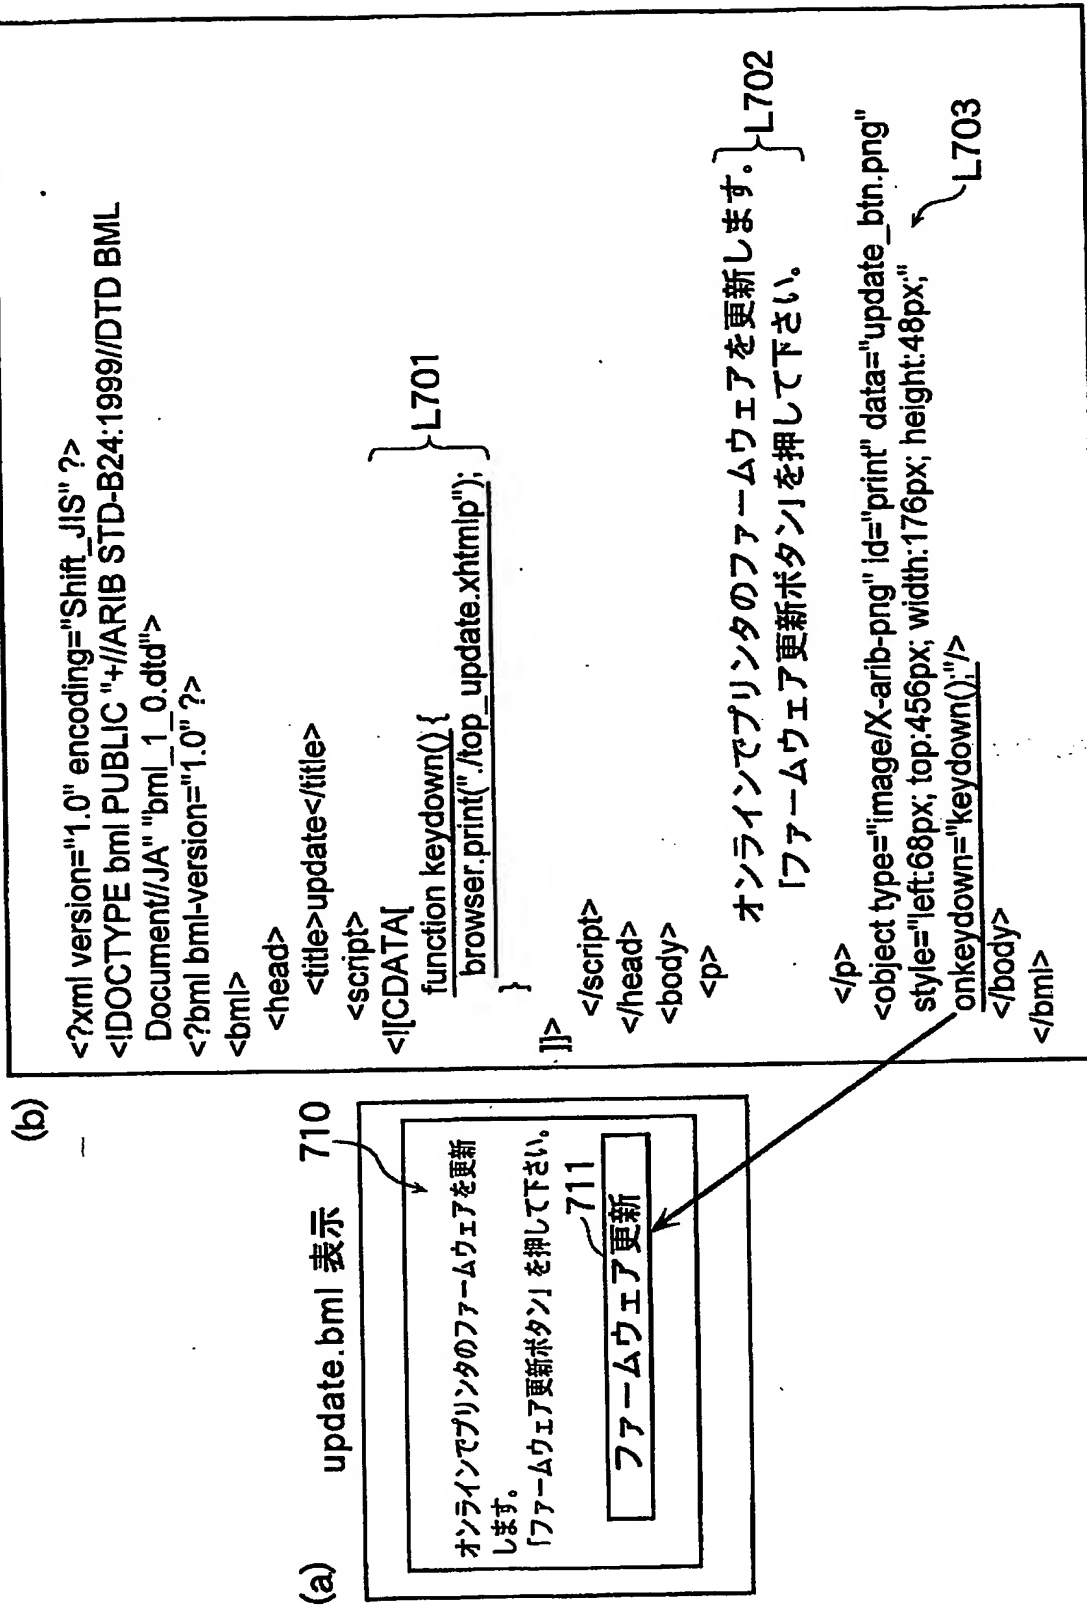 (b)
<?xml version="1.0" encoding="Shift_JIS" ?>
<!DOCTYPE bml PUBLIC "+//ARIB STD-B24:1999//DTD BML
Document//JA" "bml_1_0.dtd">
<?bml bml-version="1.0" ?>
<bml>
<head>
<title>update</title>
<script>
<![CDATA[
function keydown() {
browser.print("./top_update.xhtmlp");
}
L701
]]>
</script>
</head>
<body>
<p>
オンラインでプリンタのファームウェアを更新します。
「ファームウェア更新ボタン」を押して下さい。
L702
</p>
<object type="image/X-arib-png" id="print" data="update_btn.png"
style="left:68px; top:456px; width:176px; height:48px;"
onkeydown="keydown();"/>
L703
</body>
</bml>
(a)
update.bml 表示
710
オンラインでプリンタのファームウェアを更新
します。
「ファームウェア更新ボタン」を押して下さい。
711
ファームウェア更新